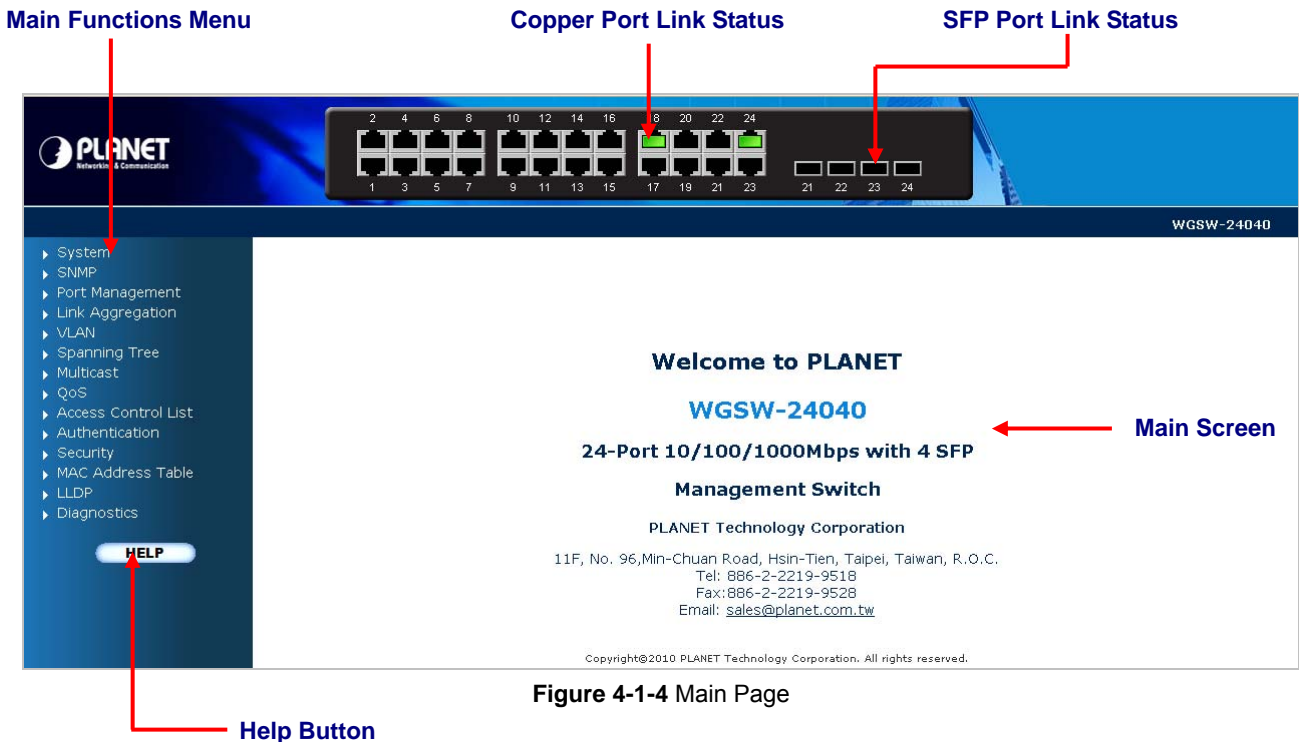 Main Functions Menu
Copper Port Link Status
SFP Port Link Status
2 4 6 8 10 12 14 16 18 20 22 24
PLANET
Networking & Communication
1 3 5 7 9 11 13 15 17 19 21 23 21 22 23 24
WGSW-24040
System
SNMP
Port Management
Link Aggregation
VLAN
Spanning Tree
Multicast
QoS
Access Control List
Authentication
Security
MAC Address Table
LLDP
Diagnostics
HELP
Welcome to PLANET
WGSW-24040
24-Port 10/100/1000Mbps with 4 SFP
Management Switch
PLANET Technology Corporation
11F, No. 96,Min-Chuan Road, Hsin-Tien, Taipei, Taiwan, R.O.C.
Tel: 886-2-2219-9518
Fax:886-2-2219-9528
Email: sales@planet.com.tw
Copyright©2010 PLANET Technology Corporation. All rights reserved.
Main Screen
Figure 4-1-4 Main Page
Help Button